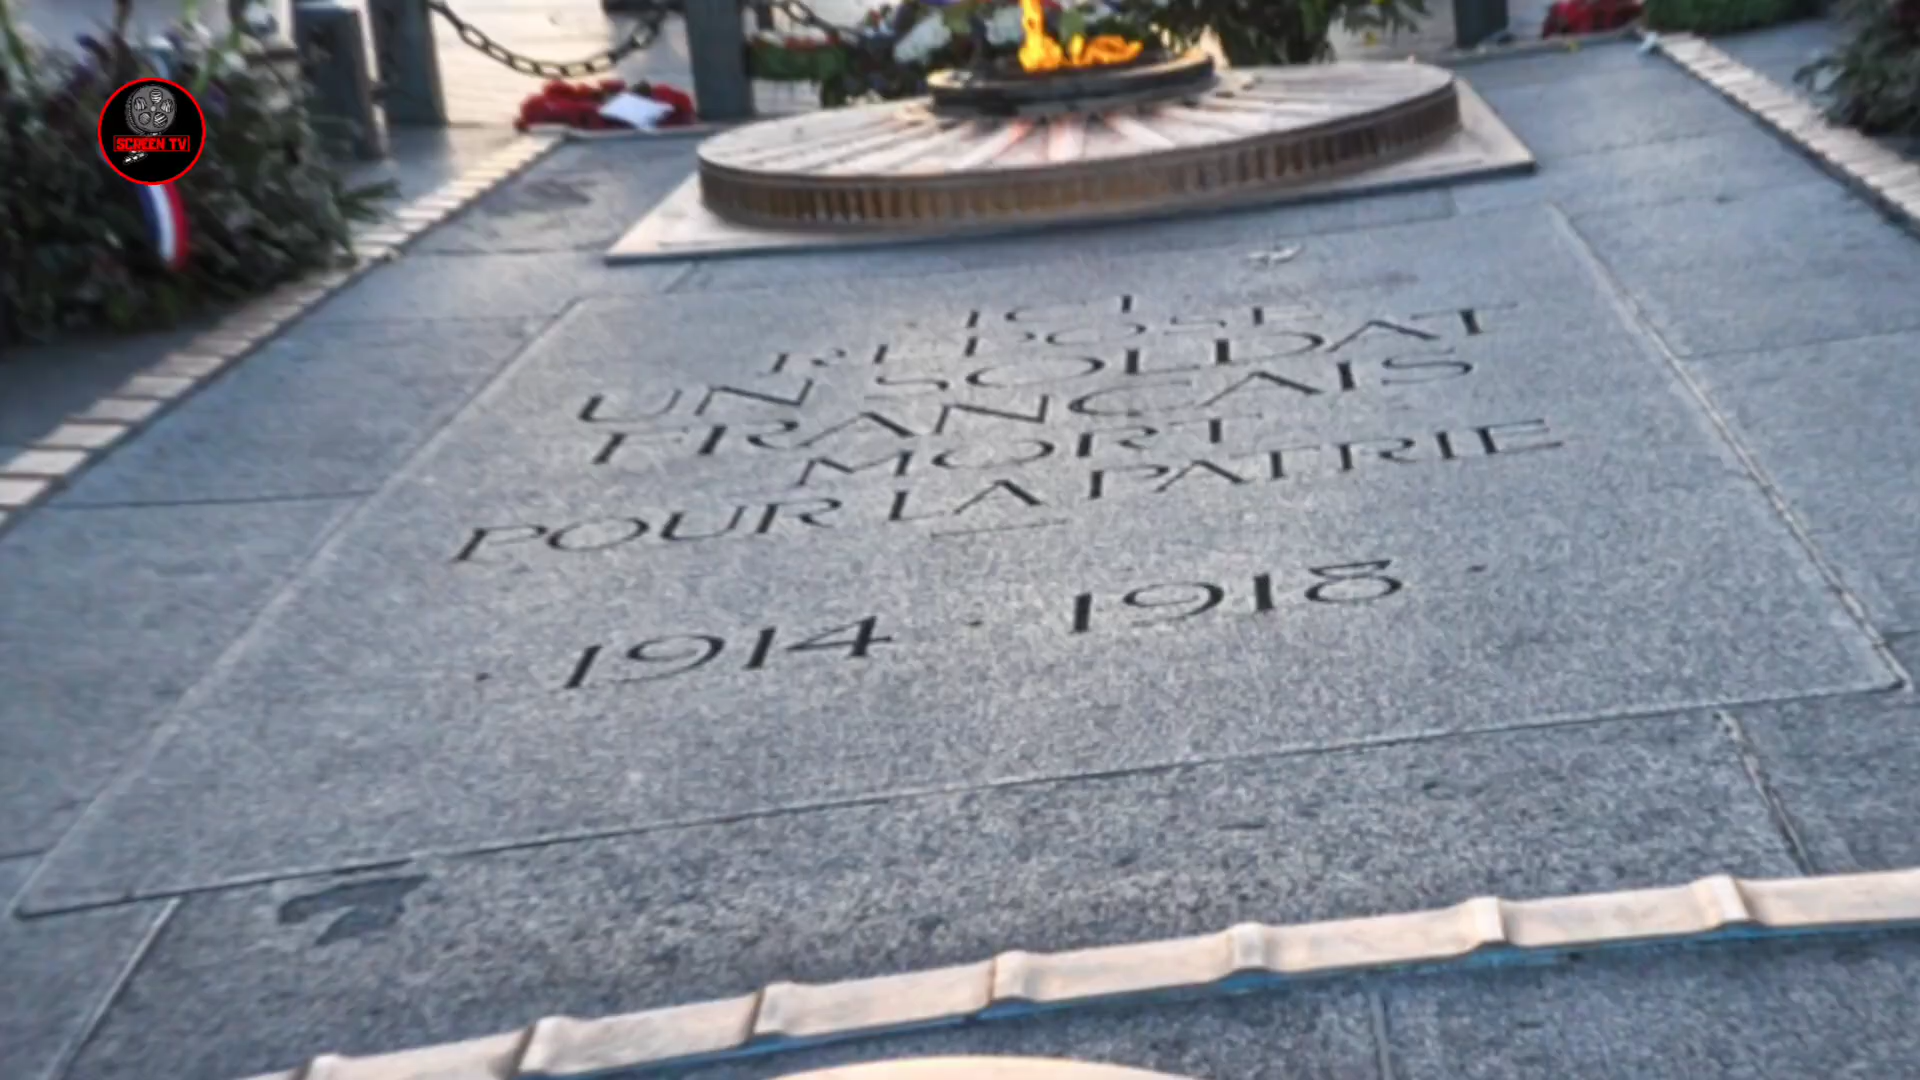 SCREEN TV
ICI
REPOSE
UN SOLDAT
FRANÇAIS
MORT
POUR LA PATRIE
· 1914 · 1918 ·